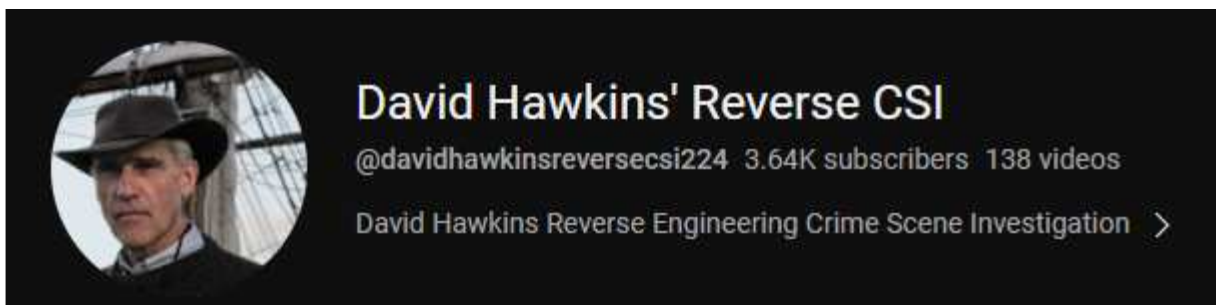 David Hawkins' Reverse CSI
@davidhawkinsreversecsi224 3.64K subscribers 138 videos
David Hawkins Reverse Engineering Crime Scene Investigation